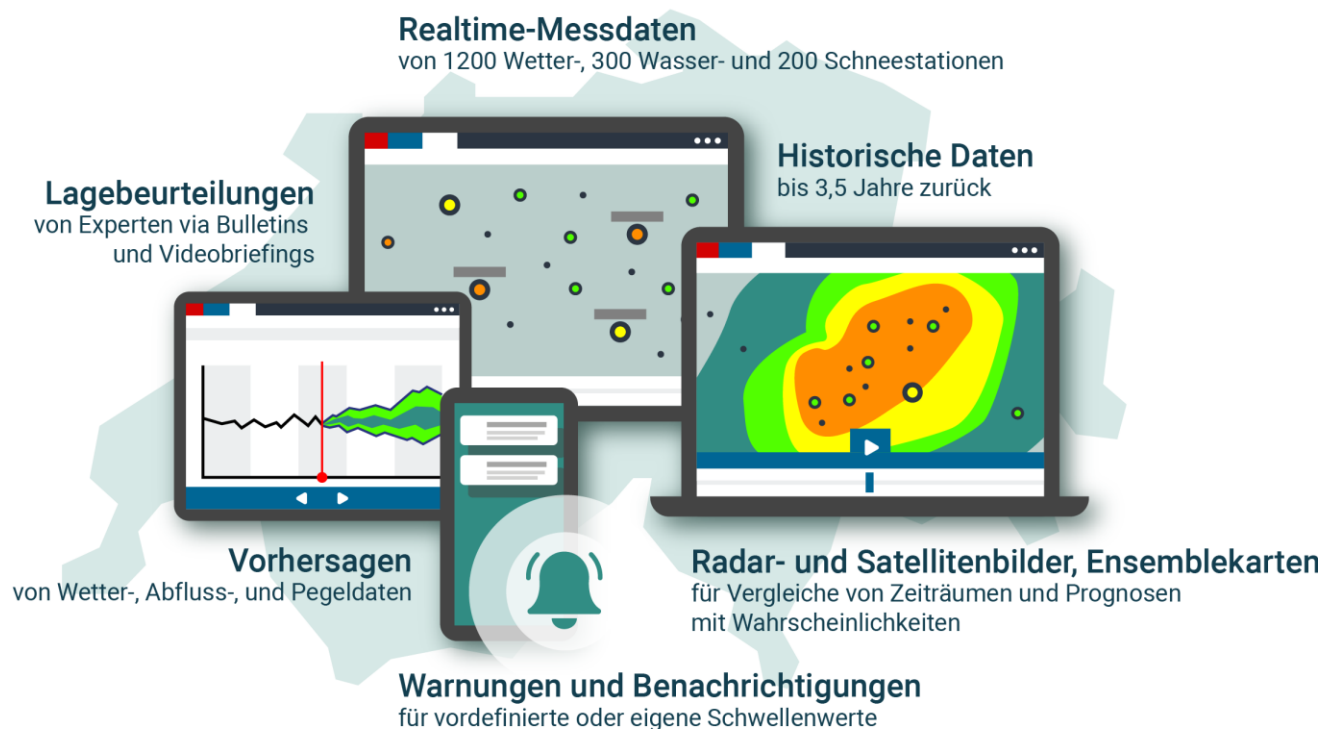 Realtime-Messdaten
von 1200 Wetter-, 300 Wasser- und 200 Schneestationen
Historische Daten
bis 3,5 Jahre zurück
Lagebeurteilungen
von Experten via Bulletins
und Videobriefings
Vorhersagen
von Wetter-, Abfluss-, und Pegeldaten
Radar- und Satellitenbilder, Ensemblekarten
für Vergleiche von Zeiträumen und Prognosen
mit Wahrscheinlichkeiten
Warnungen und Benachrichtigungen
für vordefinierte oder eigene Schwellenwerte